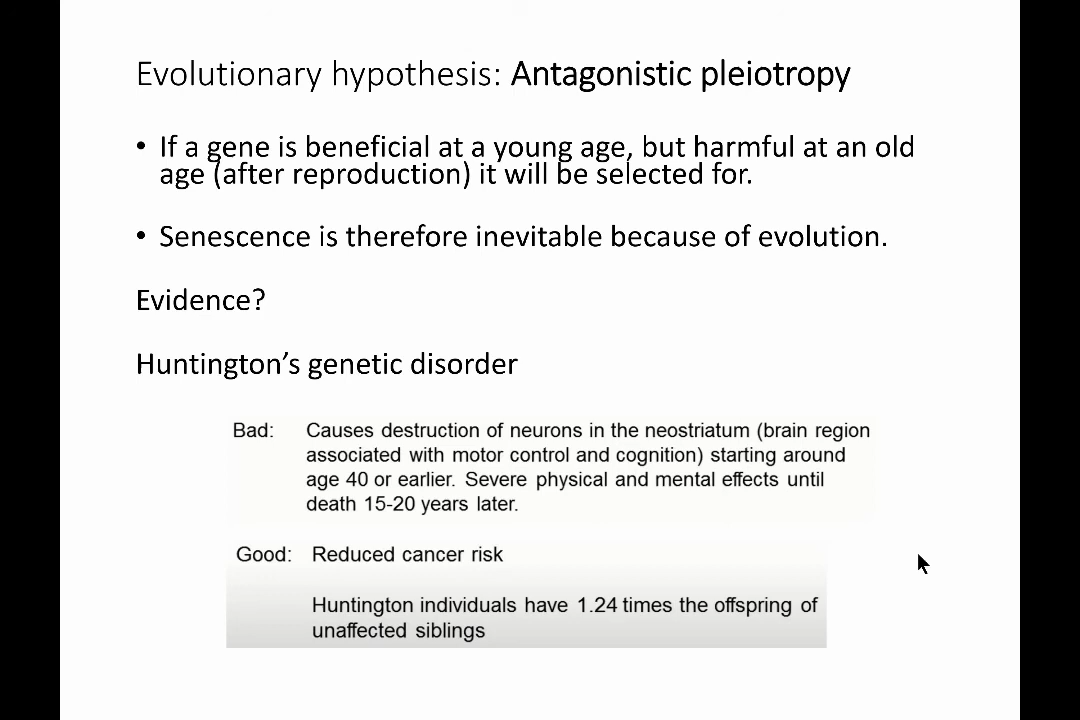 Evolutionary hypothesis: Antagonistic pleiotropy
• If a gene is beneficial at a young age, but harmful at an old
age (after reproduction) it will be selected for.
• Senescence is therefore inevitable because of evolution.
Evidence?
Huntington’s genetic disorder
Bad: Causes destruction of neurons in the neostriatum (brain region
associated with motor control and cognition) starting around
age 40 or earlier. Severe physical and mental effects until
death 15-20 years later.
Good: Reduced cancer risk
Huntington individuals have 1.24 times the offspring of
unaffected siblings